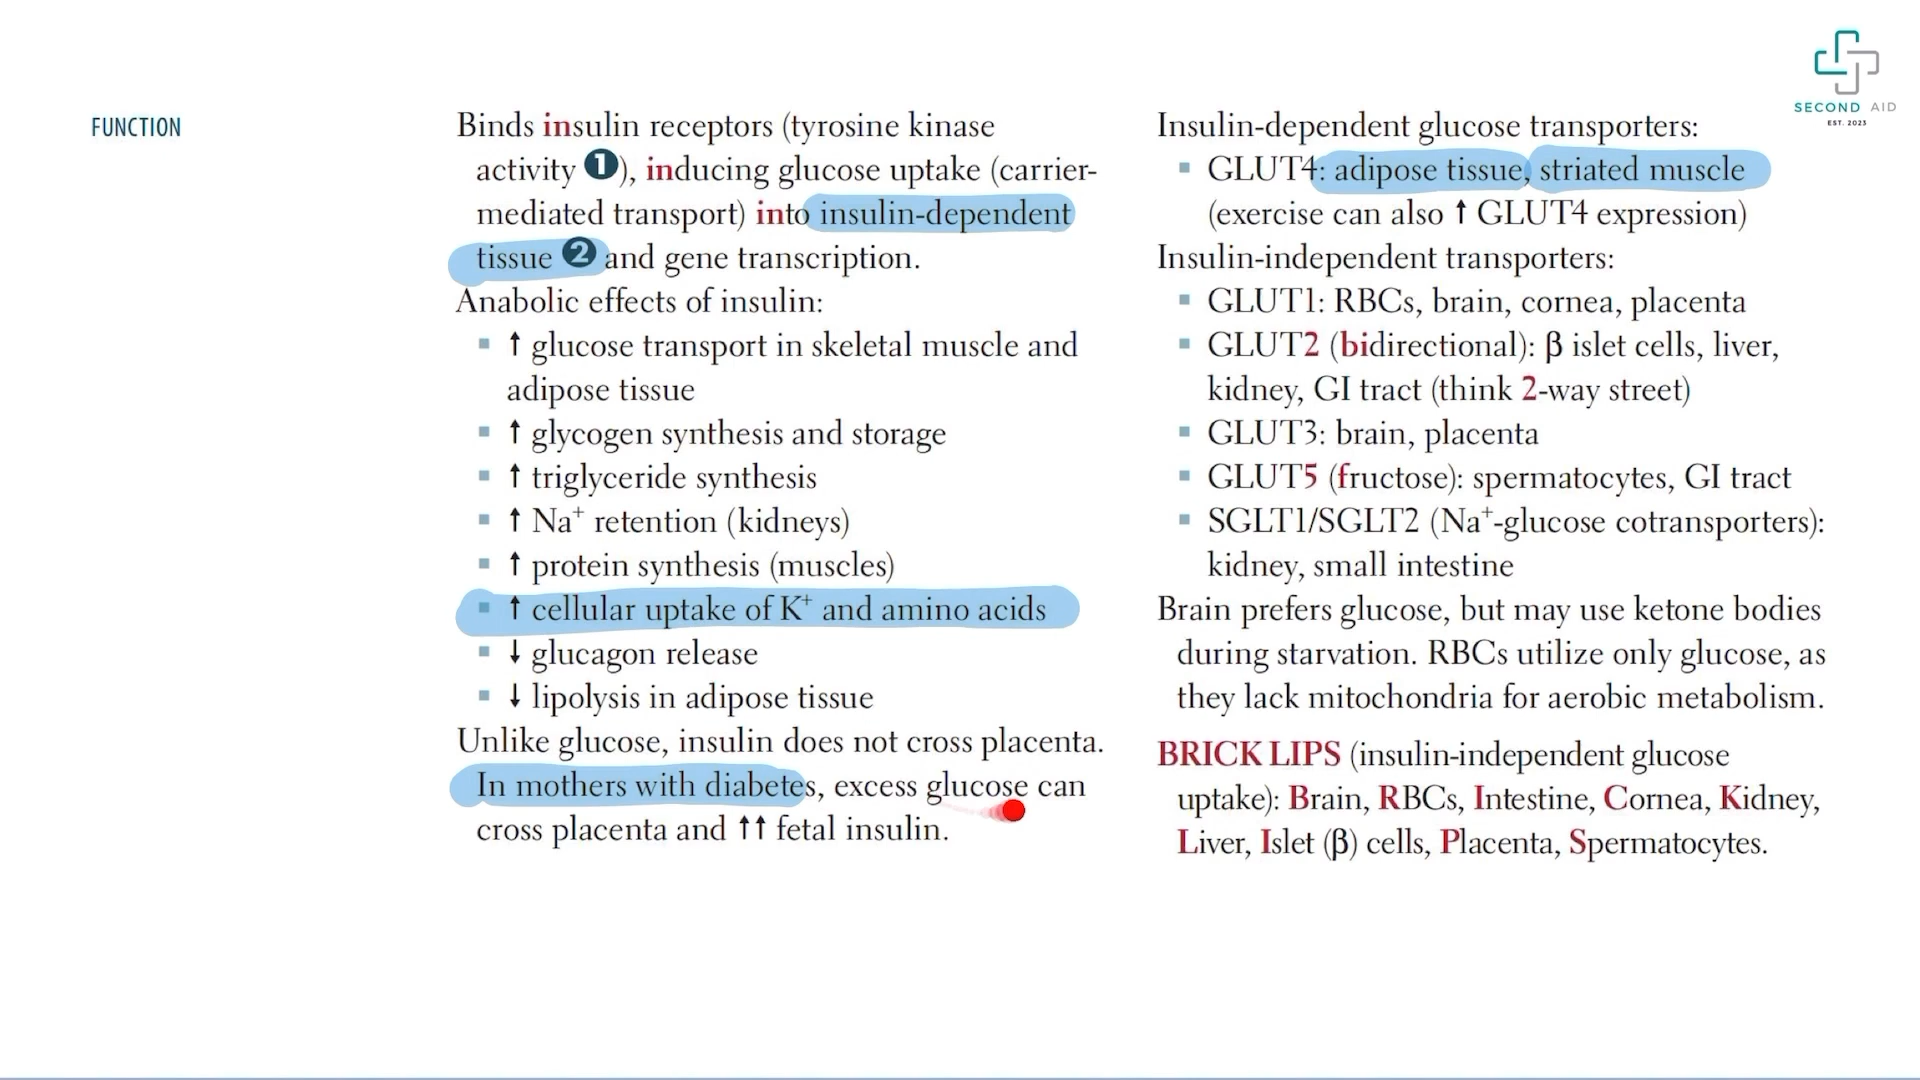 SECOND AID
EST. 2023
FUNCTION
Binds insulin receptors (tyrosine kinase
activity 1), inducing glucose uptake (carrier-
mediated transport) into insulin-dependent
tissue 2 and gene transcription.
Anabolic effects of insulin:
▪ ↑ glucose transport in skeletal muscle and
adipose tissue
▪ ↑ glycogen synthesis and storage
▪ ↑ triglyceride synthesis
▪ ↑ Na⁺ retention (kidneys)
▪ ↑ protein synthesis (muscles)
▪ ↑ cellular uptake of K⁺ and amino acids
▪ ↓ glucagon release
▪ ↓ lipolysis in adipose tissue
Unlike glucose, insulin does not cross placenta.
In mothers with diabetes, excess glucose can
cross placenta and ↑↑ fetal insulin.
Insulin-dependent glucose transporters:
▪ GLUT4: adipose tissue, striated muscle
(exercise can also ↑ GLUT4 expression)
Insulin-independent transporters:
▪ GLUT1: RBCs, brain, cornea, placenta
▪ GLUT2 (bidirectional): β islet cells, liver,
kidney, GI tract (think 2-way street)
▪ GLUT3: brain, placenta
▪ GLUT5 (fructose): spermatocytes, GI tract
▪ SGLT1/SGLT2 (Na⁺-glucose cotransporters):
kidney, small intestine
Brain prefers glucose, but may use ketone bodies
during starvation. RBCs utilize only glucose, as
they lack mitochondria for aerobic metabolism.
BRICK LIPS (insulin-independent glucose
uptake): Brain, RBCs, Intestine, Cornea, Kidney,
Liver, Islet (β) cells, Placenta, Spermatocytes.